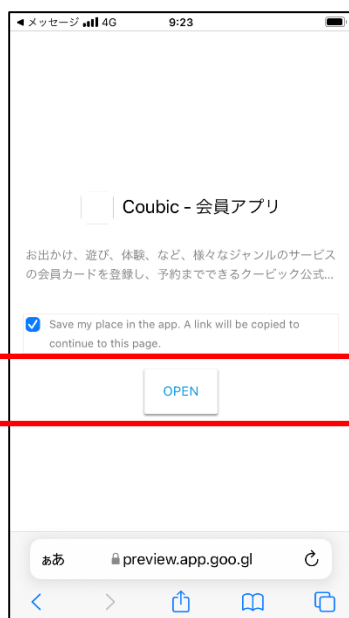 ◀ メッセージ 4G 9:23
Coubic - 会員アプリ
お出かけ、遊び、体験、など、様々なジャンルのサービス
の会員カードを登録し、予約までできるクービック公式...
Save my place in the app. A link will be copied to
continue to this page.
OPEN
ぁあ preview.app.goo.gl